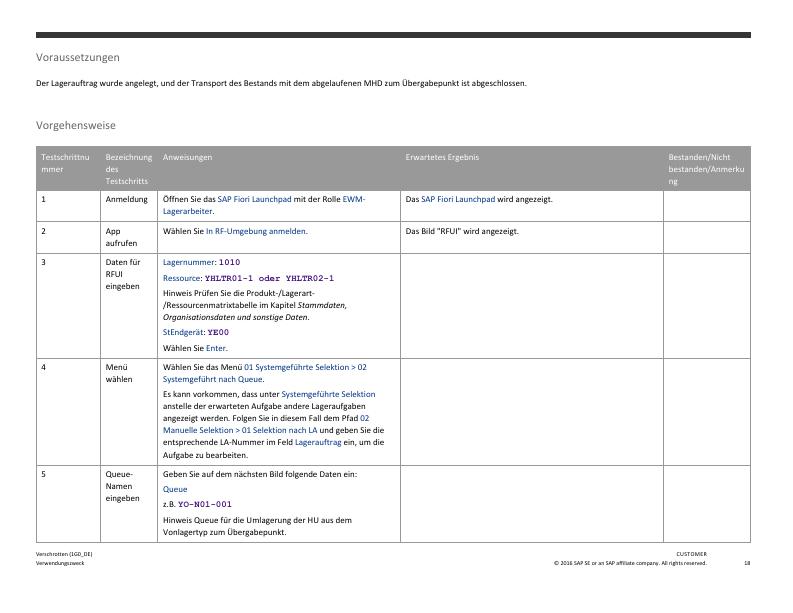 Voraussetzungen
Der Lagerauftrag wurde angelegt, und der Transport des Bestands mit dem abgelaufenen MHD zum Übergabepunkt ist abgeschlossen.
Vorgehensweise
Testschrittnu
mmer
Bezeichnung
des
Testschritts
Anweisungen
Erwartetes Ergebnis
Bestanden/Nicht
bestanden/Anmerku
ng
1
Anmeldung
Öffnen Sie das SAP Fiori Launchpad mit der Rolle EWM-
Lagerarbeiter.
Das SAP Fiori Launchpad wird angezeigt.
2
App
aufrufen
Wählen Sie In RF-Umgebung anmelden.
Das Bild "RFUI" wird angezeigt.
3
Daten für
RFUI
eingeben
Lagernummer: 1010
Ressource: YHLTR01-1 oder YHLTR02-1
Hinweis Prüfen Sie die Produkt-/Lagerart-
/Ressourcenmatrixtabelle im Kapitel Stammdaten,
Organisationsdaten und sonstige Daten.
StEndgerät: YE00
Wählen Sie Enter.
4
Menü
wählen
Wählen Sie das Menü 01 Systemgeführte Selektion > 02
Systemgeführt nach Queue.
Es kann vorkommen, dass unter Systemgeführte Selektion
anstelle der erwarteten Aufgabe andere Lageraufgaben
angezeigt werden. Folgen Sie in diesem Fall dem Pfad 02
Manuelle Selektion > 01 Selektion nach LA und geben Sie die
entsprechende LA-Nummer im Feld Lagerauftrag ein, um die
Aufgabe zu bearbeiten.
5
Queue-
Namen
eingeben
Geben Sie auf dem nächsten Bild folgende Daten ein:
Queue
z.B. YO-N01-001
Hinweis Queue für die Umlagerung der HU aus dem
Vonlagertyp zum Übergabepunkt.
Verschrotten (1G0_DE)
Verwendungszweck
CUSTOMER
© 2016 SAP SE or an SAP affiliate company. All rights reserved.
18